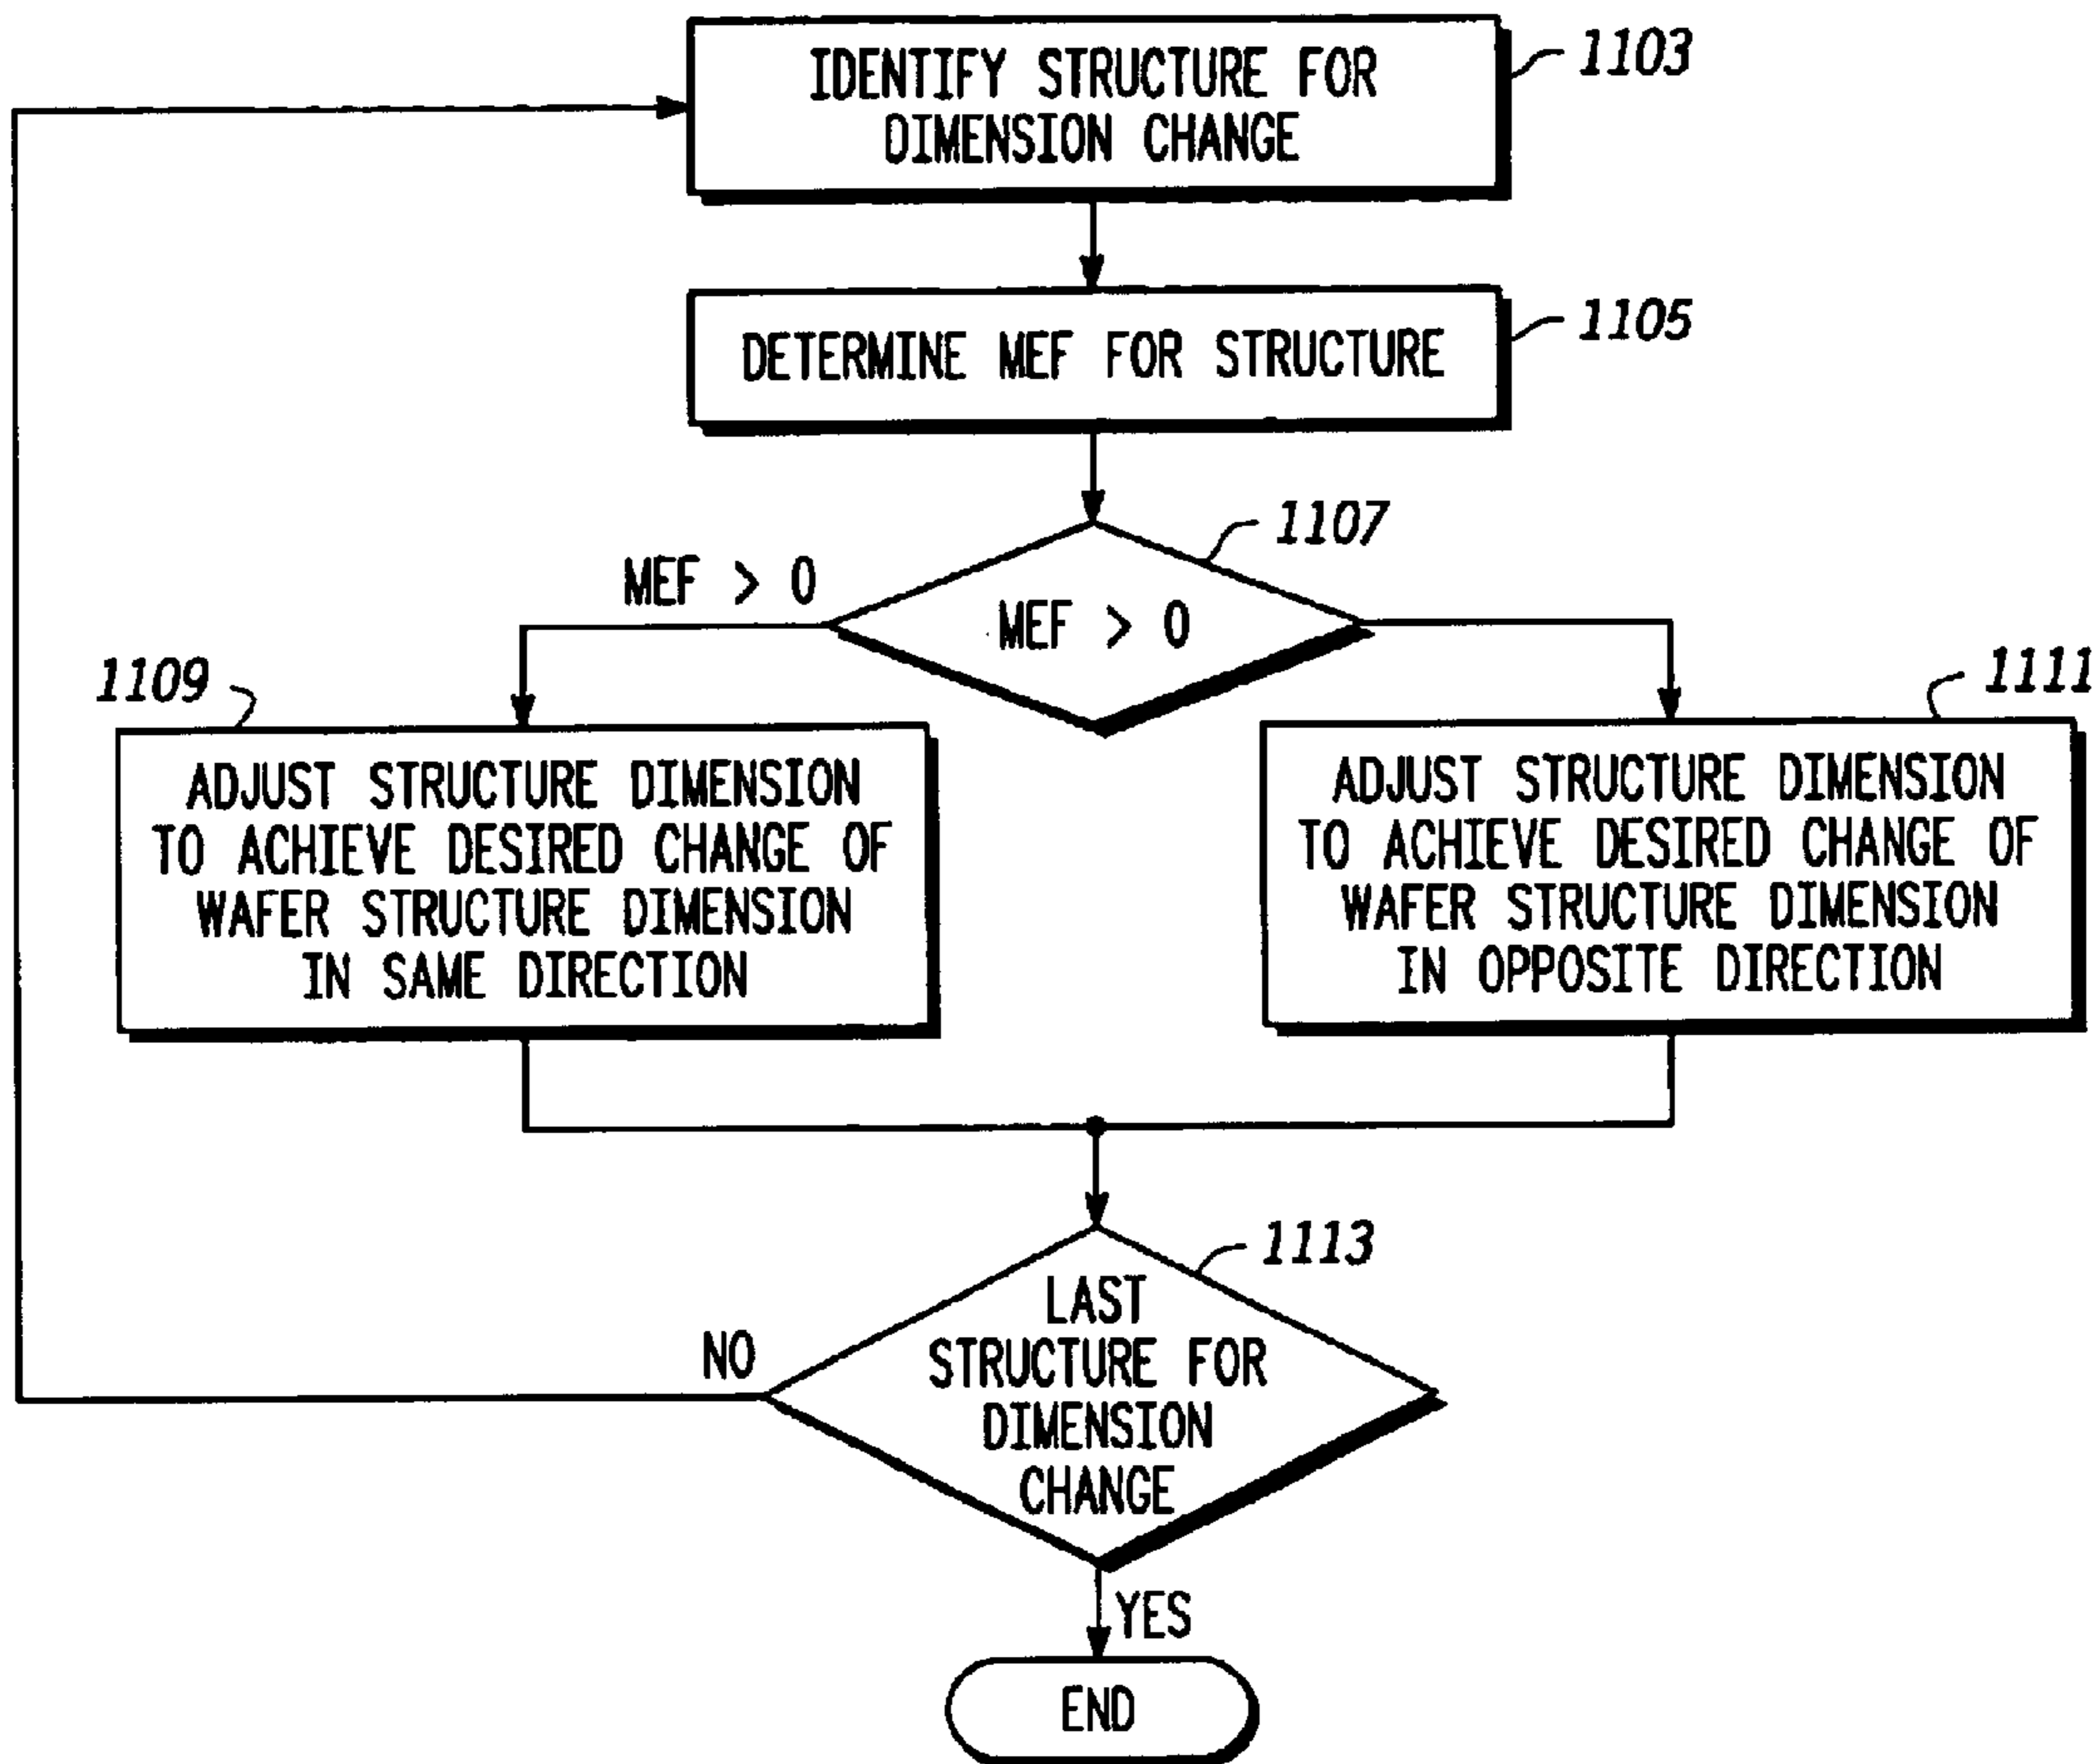 IDENTIFY STRUCTURE FOR
DIMENSION CHANGE
1103
DETERMINE MEF FOR STRUCTURE
1105
1107
MEF > 0
MEF > 0
1109
ADJUST STRUCTURE DIMENSION
TO ACHIEVE DESIRED CHANGE OF
WAFER STRUCTURE DIMENSION
IN SAME DIRECTION
1111
ADJUST STRUCTURE DIMENSION
TO ACHIEVE DESIRED CHANGE OF
WAFER STRUCTURE DIMENSION
IN OPPOSITE DIRECTION
1113
LAST
STRUCTURE FOR
DIMENSION
CHANGE
NO
YES
END